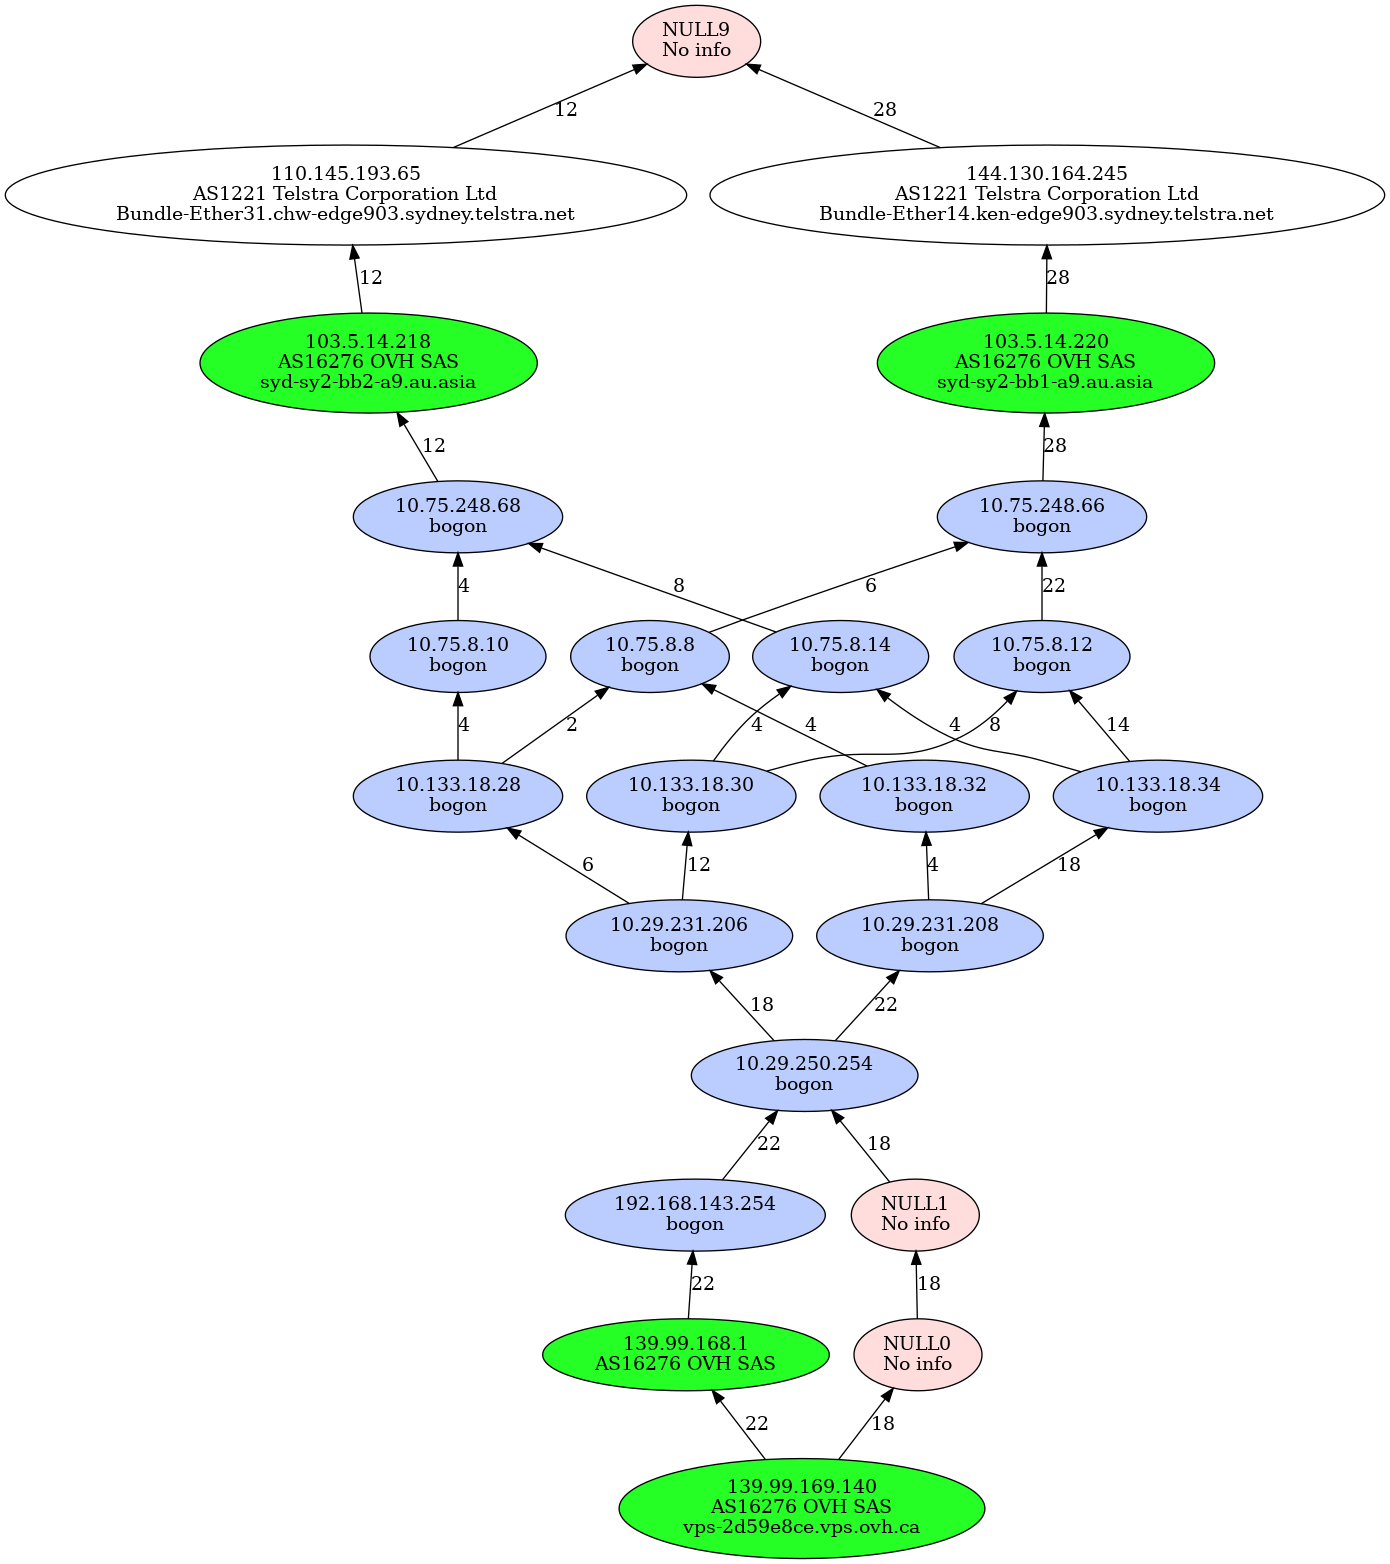 NULL9
No info
12
28
110.145.193.65
AS1221 Telstra Corporation Ltd
Bundle-Ether31.chw-edge903.sydney.telstra.net
144.130.164.245
AS1221 Telstra Corporation Ltd
Bundle-Ether14.ken-edge903.sydney.telstra.net
12
28
103.5.14.218
AS16276 OVH SAS
syd-sy2-bb2-a9.au.asia
103.5.14.220
AS16276 OVH SAS
syd-sy2-bb1-a9.au.asia
12
28
10.75.248.68
bogon
10.75.248.66
bogon
4
8
6
22
10.75.8.10
bogon
10.75.8.8
bogon
10.75.8.14
bogon
10.75.8.12
bogon
4
2
4
4
4
8
14
10.133.18.28
bogon
10.133.18.30
bogon
10.133.18.32
bogon
10.133.18.34
bogon
6
12
4
18
10.29.231.206
bogon
10.29.231.208
bogon
18
22
10.29.250.254
bogon
22
18
192.168.143.254
bogon
NULL1
No info
22
18
139.99.168.1
AS16276 OVH SAS
NULL0
No info
22
18
139.99.169.140
AS16276 OVH SAS
vps-2d59e8ce.vps.ovh.ca